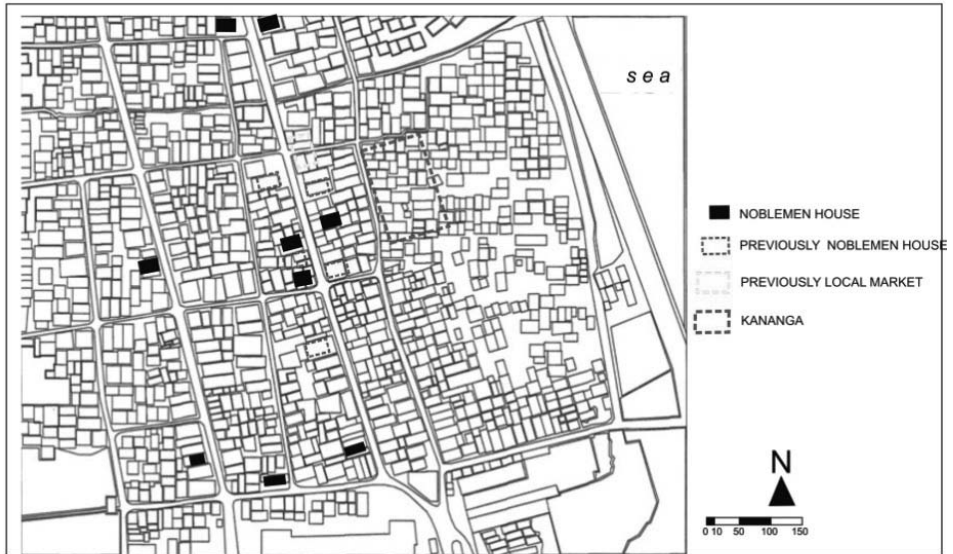 sea
NOBLEMEN HOUSE
PREVIOUSLY NOBLEMEN HOUSE
PREVIOUSLY LOCAL MARKET
KANANGA
N
0 10 50 100 150